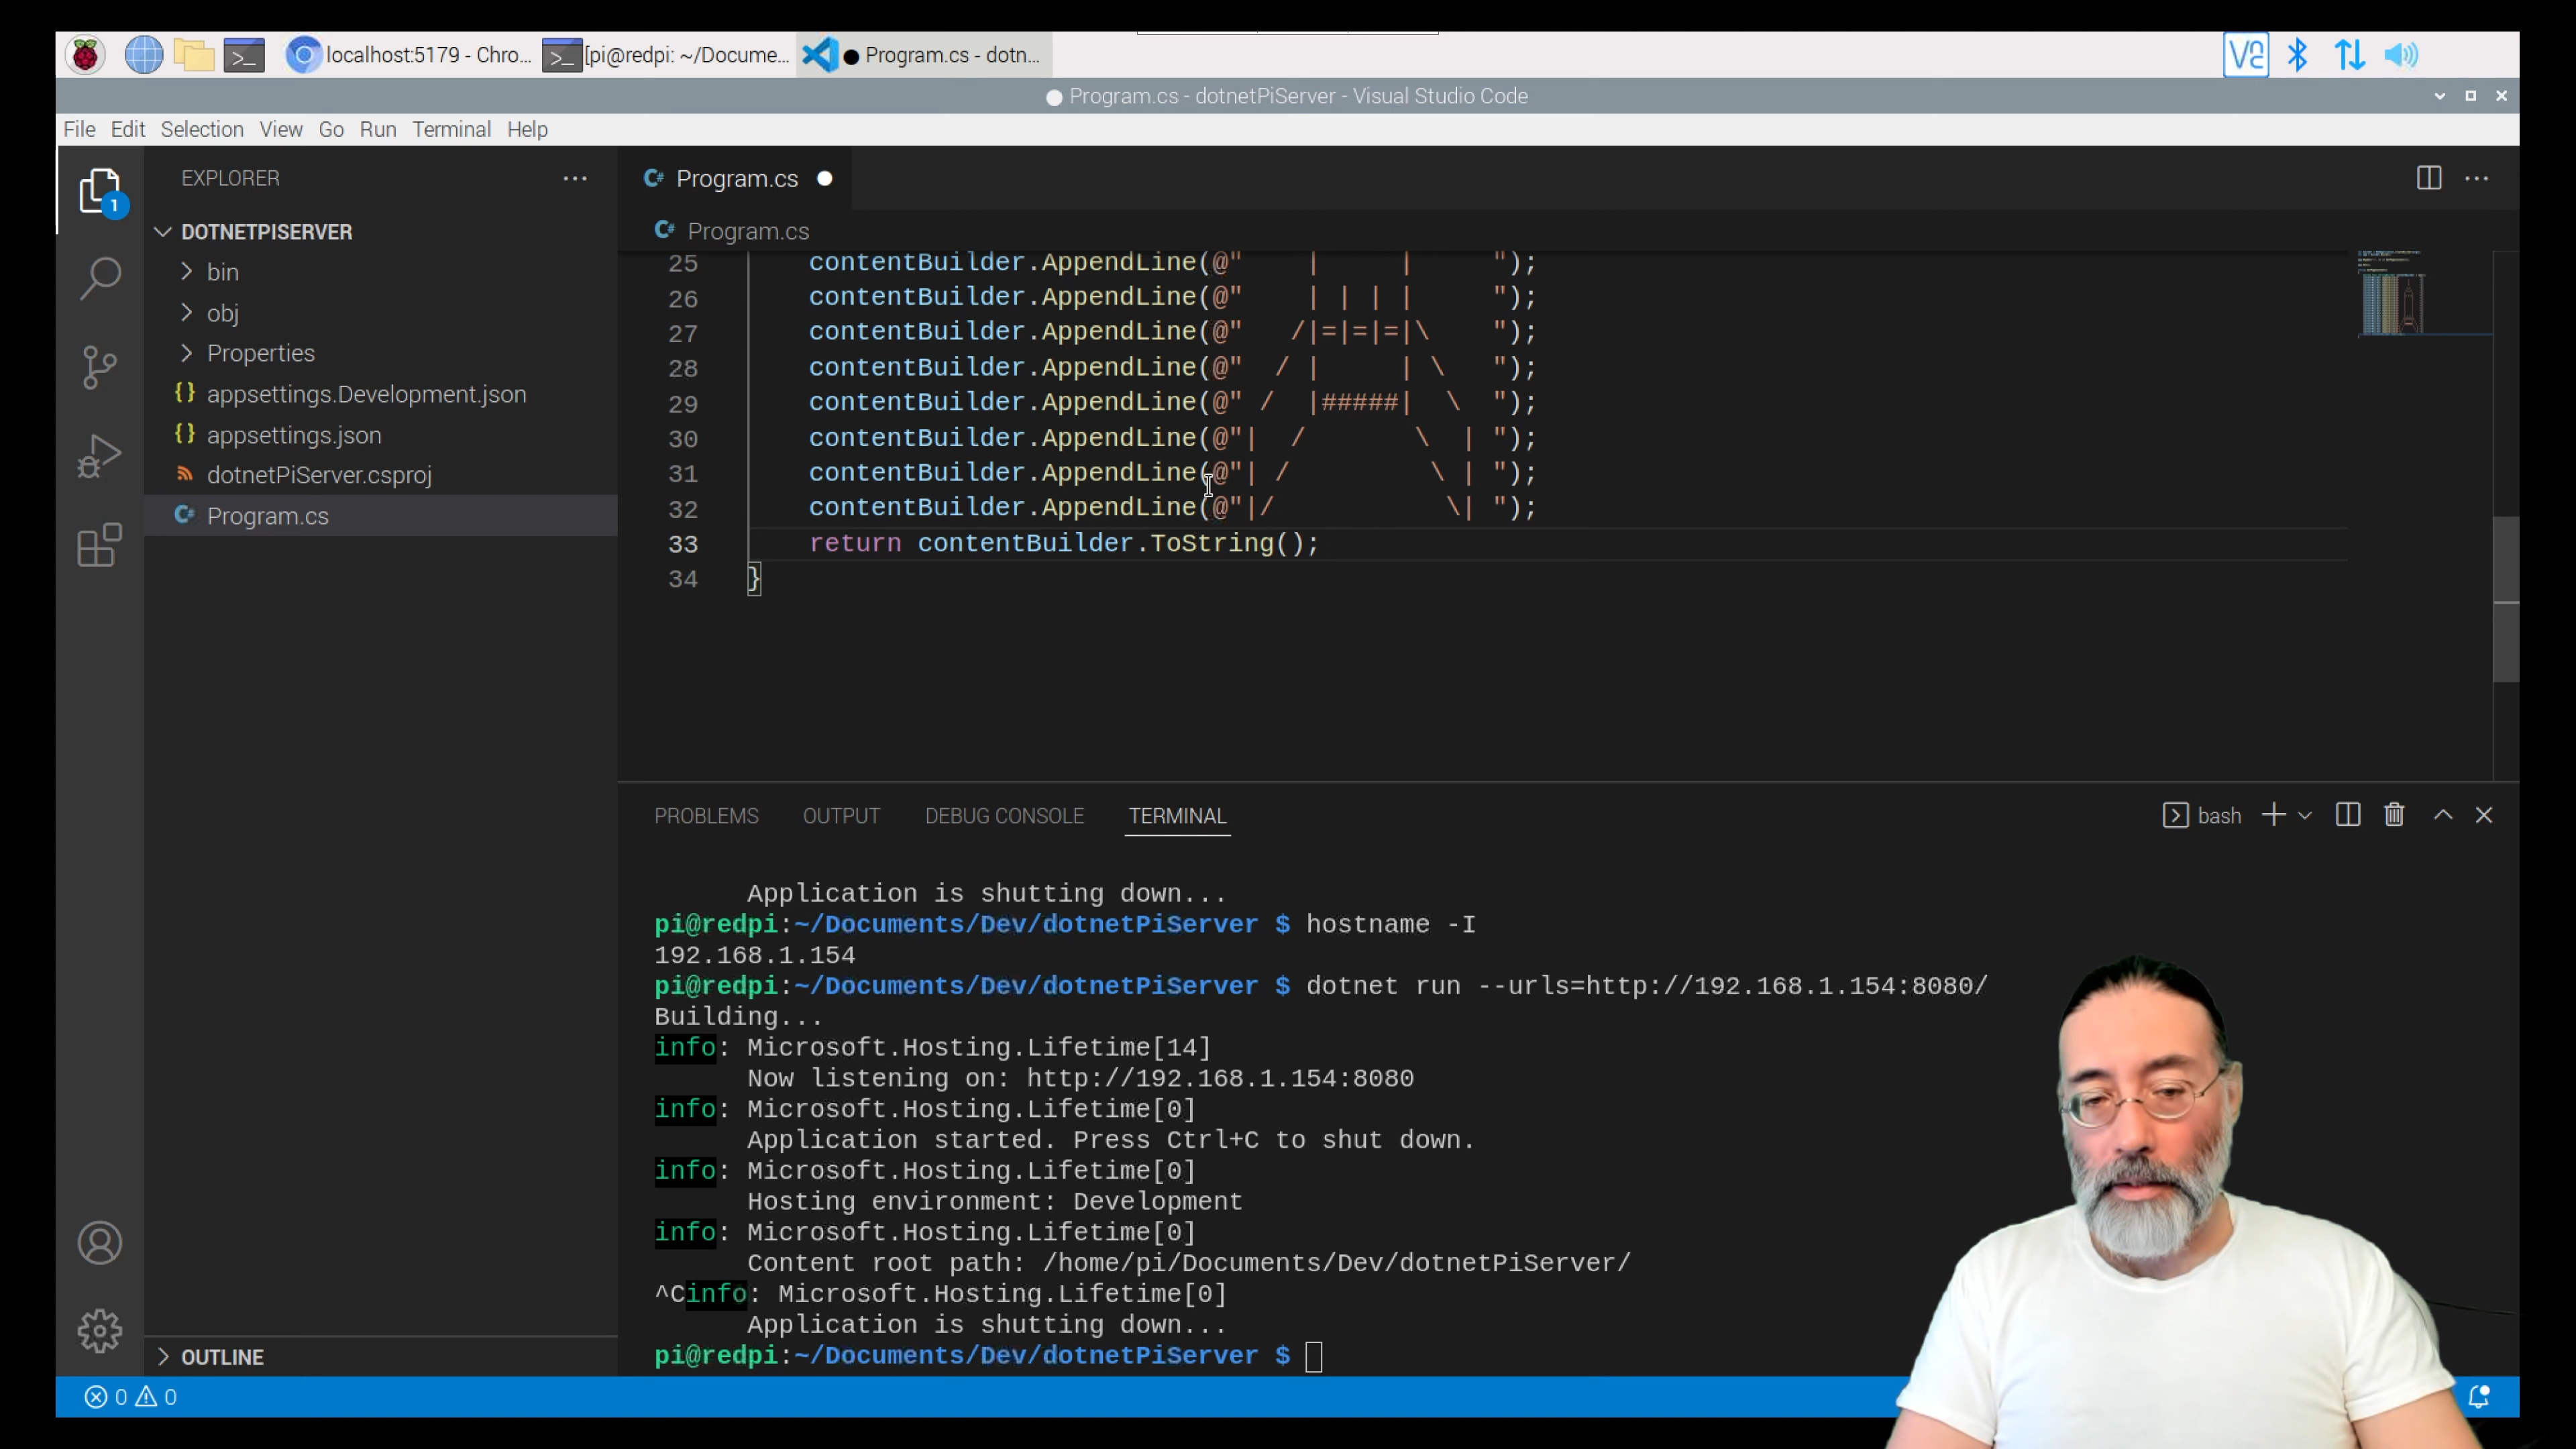 localhost:5179 - Chro...
[pi@redpi: ~/Docume...
● Program.cs - dotn...
● Program.cs - dotnetPiServer - Visual Studio Code
File Edit Selection View Go Run Terminal Help
EXPLORER
1
DOTNETPISERVER
bin
obj
Properties
{} appsettings.Development.json
{} appsettings.json
dotnetPiServer.csproj
C# Program.cs
OUTLINE
C# Program.cs ●
C# Program.cs
25 contentBuilder.AppendLine(@"    |     |     ");
26 contentBuilder.AppendLine(@"    | | | |     ");
27 contentBuilder.AppendLine(@"   /|=|=|=|\    ");
28 contentBuilder.AppendLine(@"  / |     | \   ");
29 contentBuilder.AppendLine(@" /  |#####|  \  ");
30 contentBuilder.AppendLine(@"|  /       \  | ");
31 contentBuilder.AppendLine(@"| /         \ | ");
32 contentBuilder.AppendLine(@"|/           \| ");
33 return contentBuilder.ToString();
34 }
PROBLEMS OUTPUT DEBUG CONSOLE TERMINAL
bash
Application is shutting down...
pi@redpi:~/Documents/Dev/dotnetPiServer $ hostname -I
192.168.1.154
pi@redpi:~/Documents/Dev/dotnetPiServer $ dotnet run --urls=http://192.168.1.154:8080/
Building...
info: Microsoft.Hosting.Lifetime[14]
Now listening on: http://192.168.1.154:8080
info: Microsoft.Hosting.Lifetime[0]
Application started. Press Ctrl+C to shut down.
info: Microsoft.Hosting.Lifetime[0]
Hosting environment: Development
info: Microsoft.Hosting.Lifetime[0]
Content root path: /home/pi/Documents/Dev/dotnetPiServer/
^Cinfo: Microsoft.Hosting.Lifetime[0]
Application is shutting down...
pi@redpi:~/Documents/Dev/dotnetPiServer $
0 0